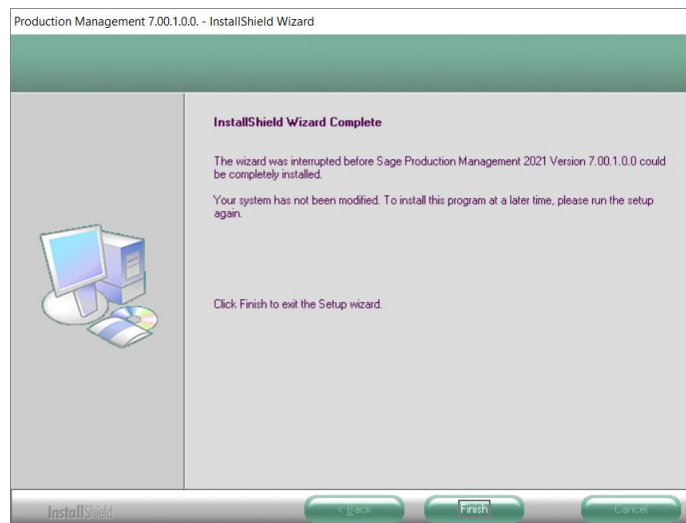 Production Management 7.00.1.0.0. - InstallShield Wizard
InstallShield Wizard Complete
The wizard was interrupted before Sage Production Management 2021 Version 7.00.1.0.0 could
be completely installed.
Your system has not been modified. To install this program at a later time, please run the setup
again.
Click Finish to exit the Setup wizard.
InstallShield
< Back
Finish
Cancel